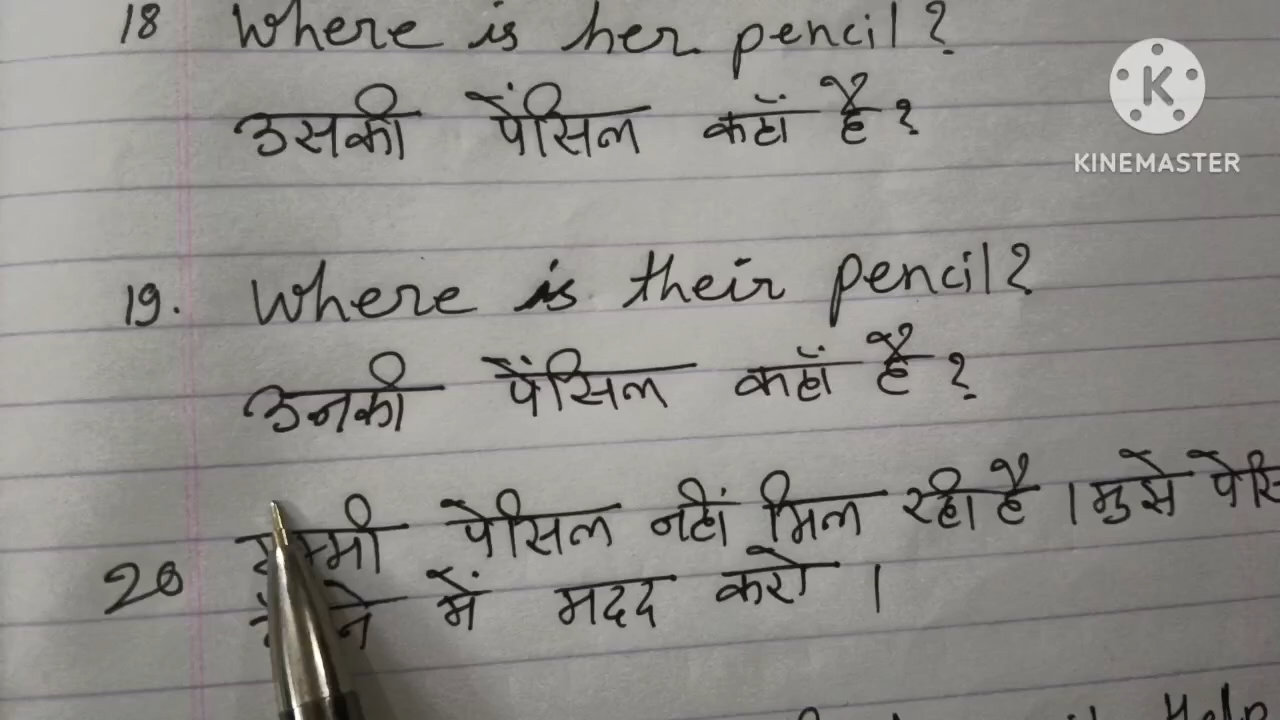 18 Where is her pencil?
उसकी पेंसिल कहाँ है?
KINEMASTER
19. Where is their pencil?
उनकी पेंसिल कहाँ है?
20 पेंसिल नहीं मिल रही है । मुझे
में मदद करो ।
Help